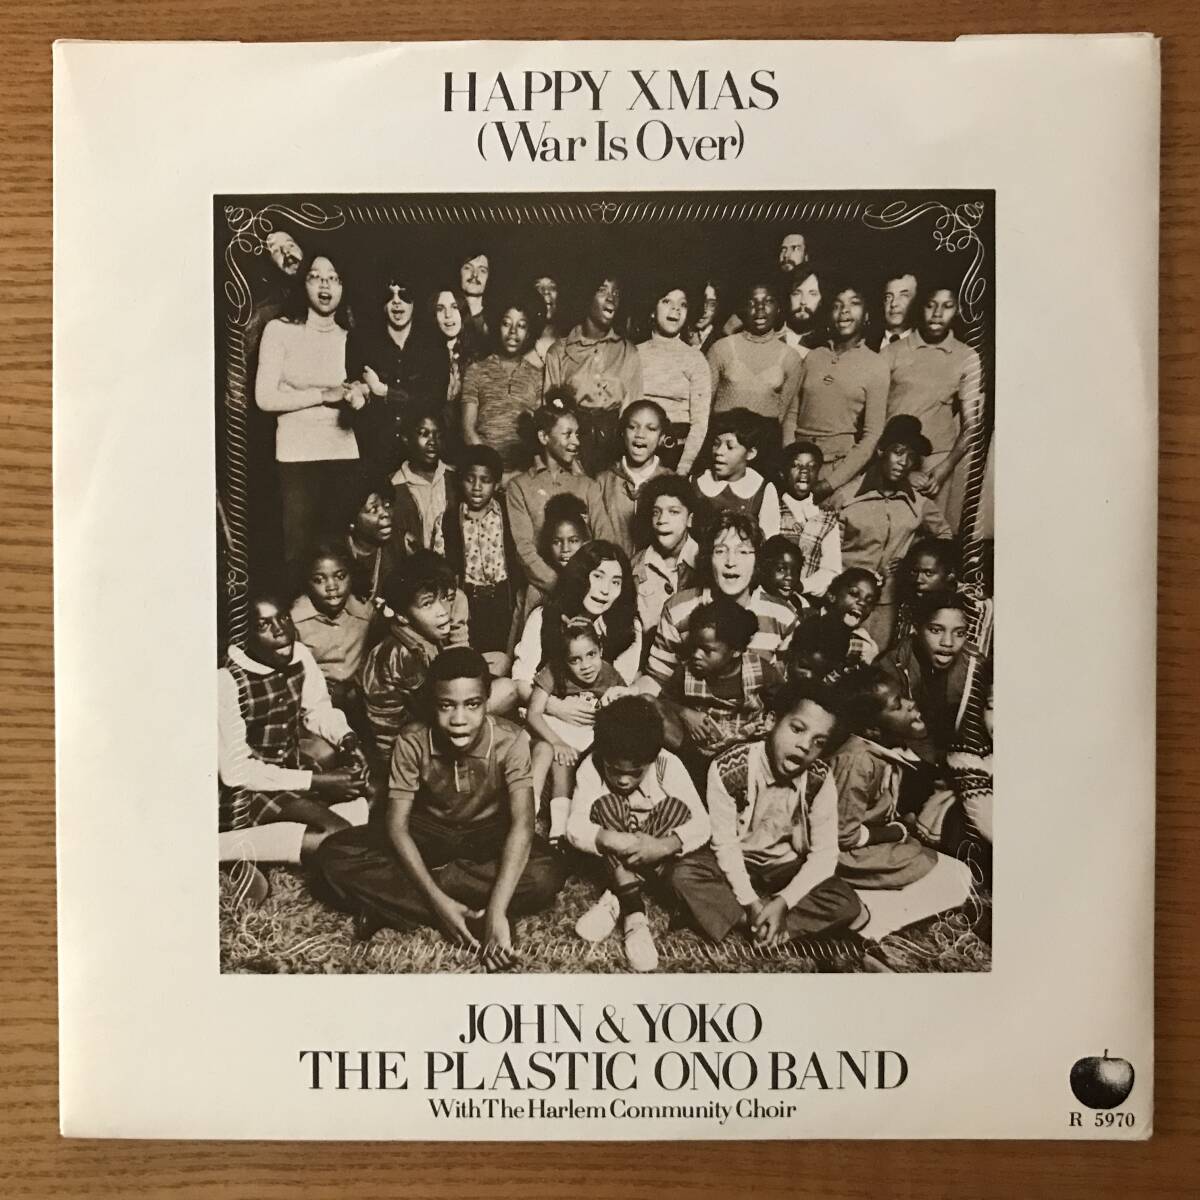 HAPPY XMAS
(War Is Over)
JOHN & YOKO
THE PLASTIC ONO BAND
With The Harlem Community Choir
R 5970